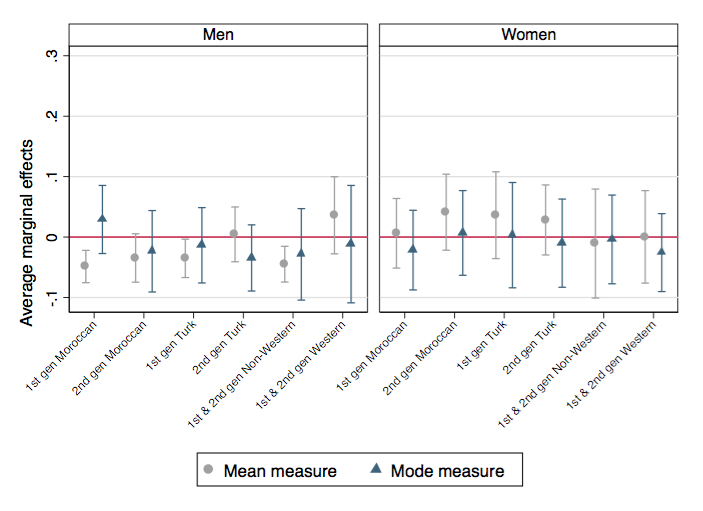 Men
Women
Average marginal effects
.3
.2
.1
0
-.1
1st gen Moroccan
2nd gen Moroccan
1st gen Turk
2nd gen Turk
1st & 2nd gen Non-Western
1st & 2nd gen Western
1st gen Moroccan
2nd gen Moroccan
1st gen Turk
2nd gen Turk
1st & 2nd gen Non-Western
1st & 2nd gen Western
Mean measure
Mode measure